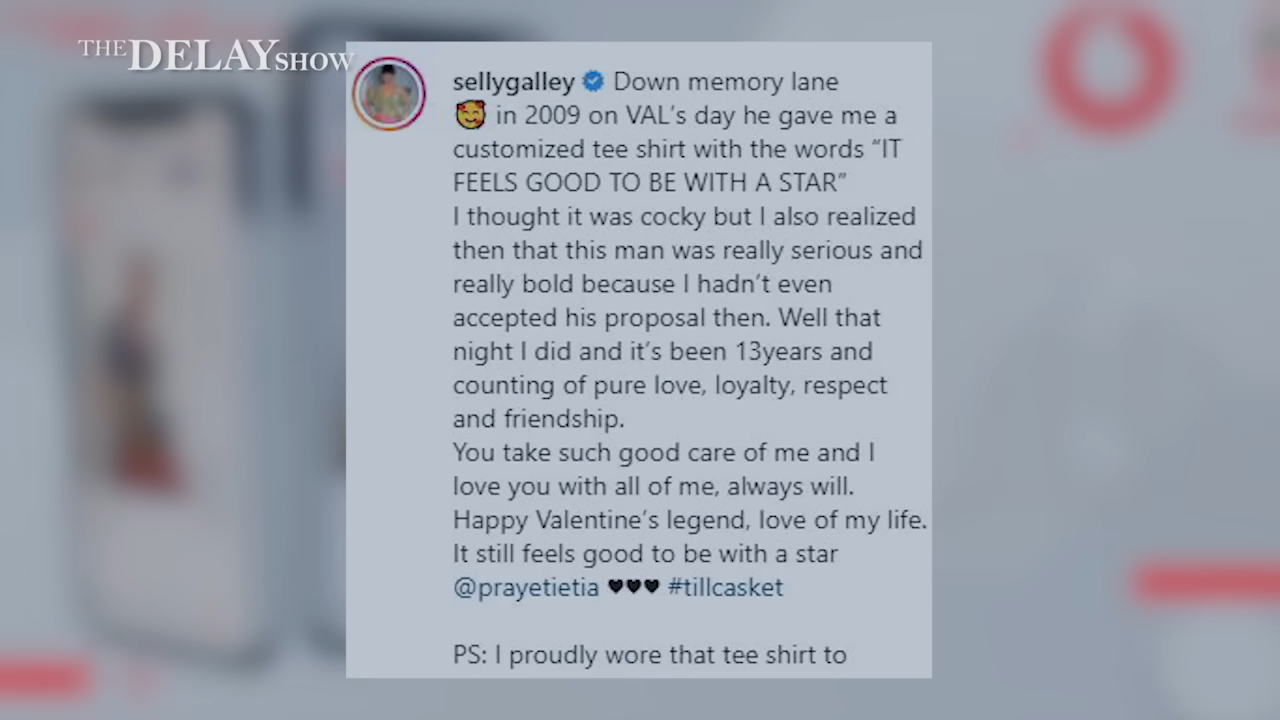 THE DELAY SHOW
sellygalley Down memory lane
🥰 in 2009 on VAL’s day he gave me a
customized tee shirt with the words “IT
FEELS GOOD TO BE WITH A STAR”
I thought it was cocky but I also realized
then that this man was really serious and
really bold because I hadn’t even
accepted his proposal then. Well that
night I did and it’s been 13years and
counting of pure love, loyalty, respect
and friendship.
You take such good care of me and I
love you with all of me, always will.
Happy Valentine’s legend, love of my life.
It still feels good to be with a star
@prayetietia ♥♥♥ #tillcasket
PS: I proudly wore that tee shirt to